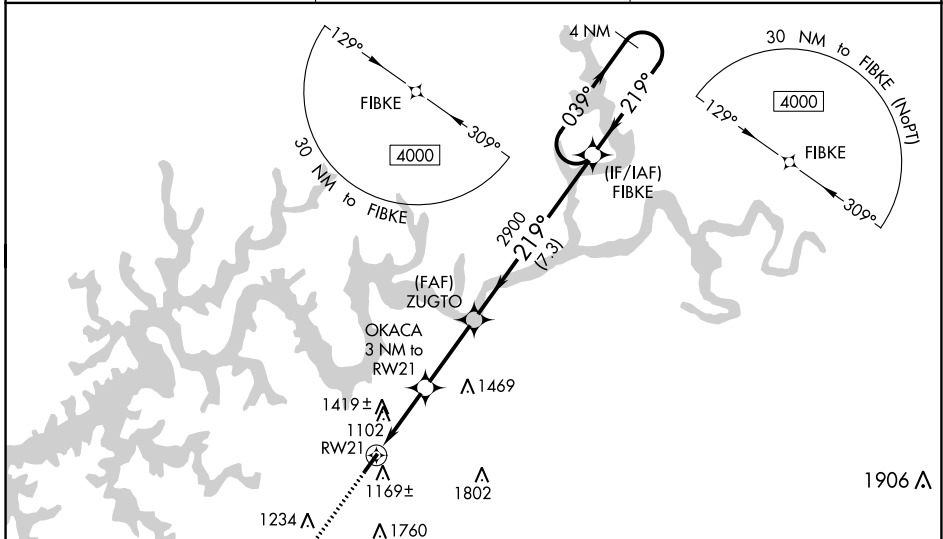 129°
FIBKE
309°
4000
30 NM to FIBKE
4 NM
039°
219°
(IF/IAF)
FIBKE
30 NM to FIBKE (NoPT)
4000
129°
FIBKE
309°
2900
219°
(7.3)
(FAF)
ZUGTO
OKACA
3 NM to
RW21
1469
1419±
1102
RW21
1169±
1802
1906
1234
1760